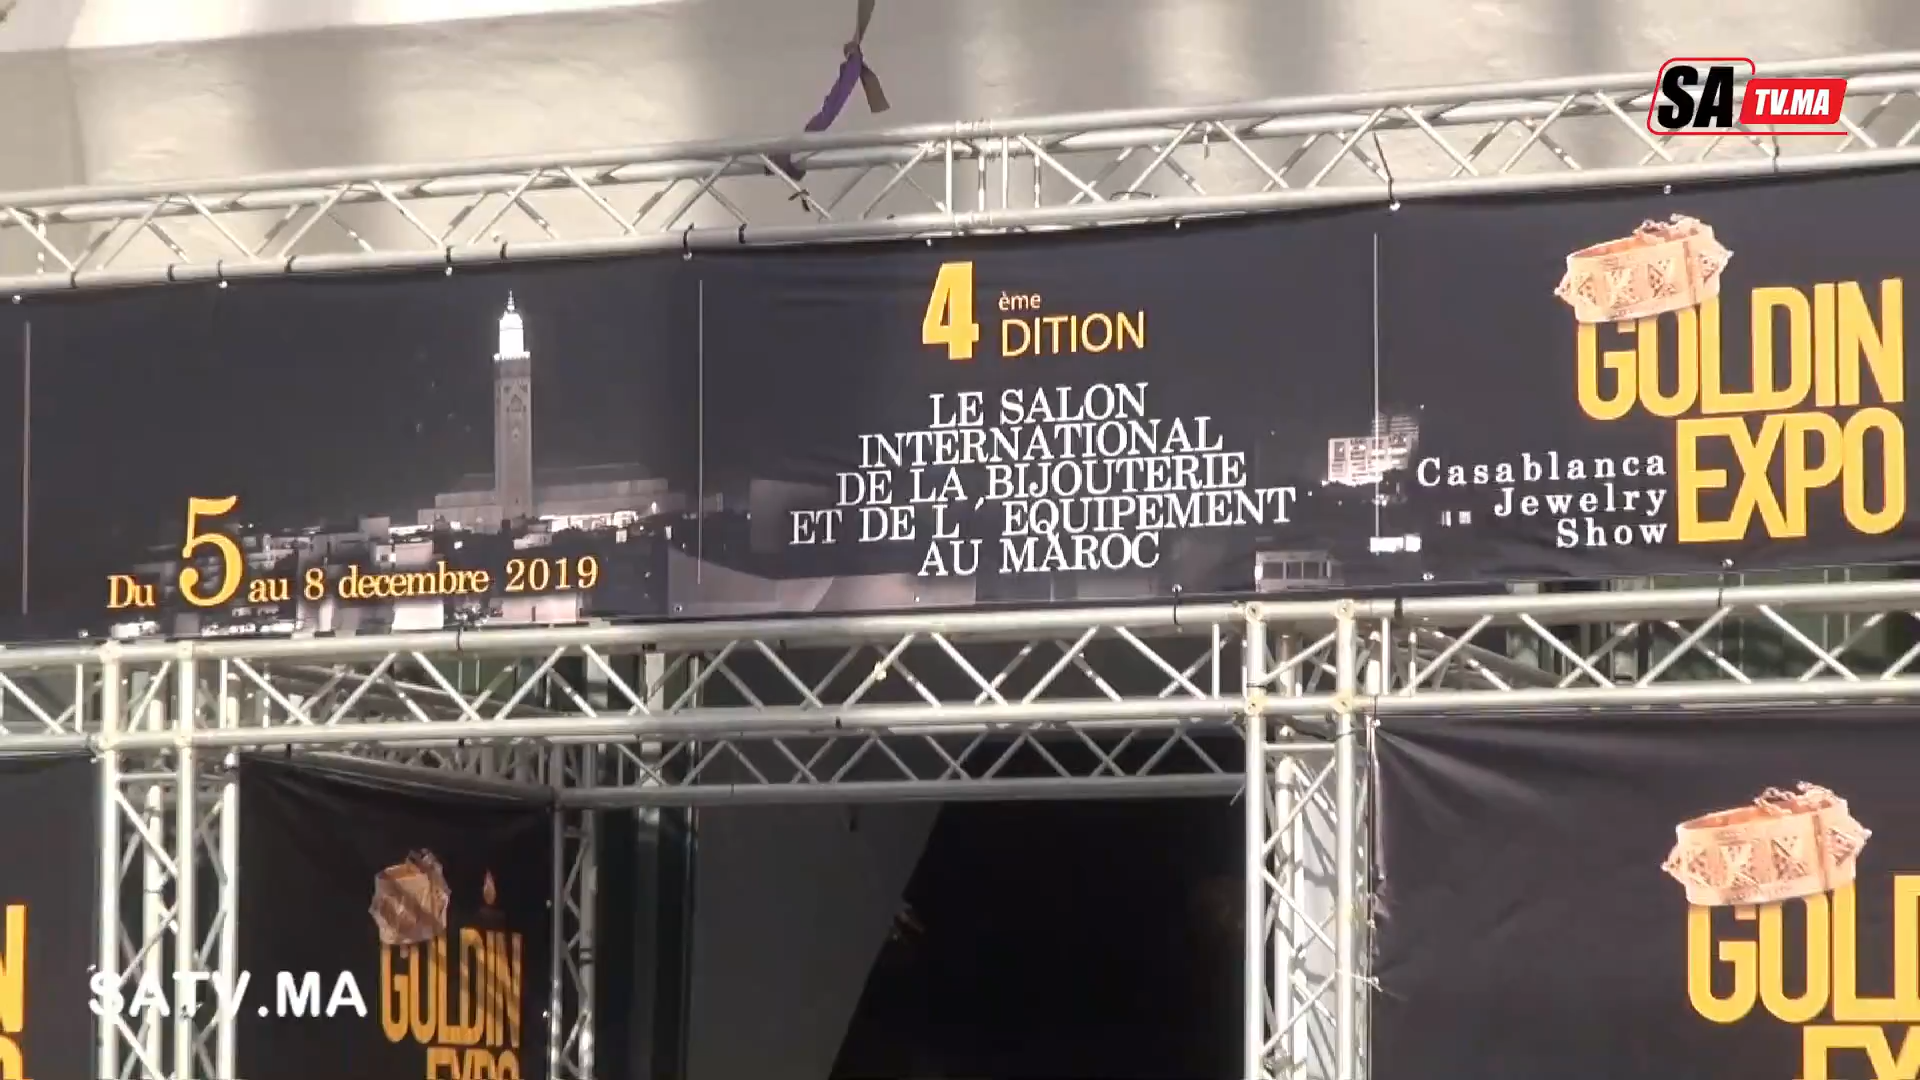 SA TV.MA
4 ème
DITION
LE SALON
INTERNATIONAL
DE LA BIJOUTERIE
ET DE L ´ EQUIPEMENT
AU MAROC
Du 5 au 8 decembre 2019
GOLDIN
EXPO
Casablanca
Jewelry
Show
GOLDIN
EXPO
SATV.MA
GOLD